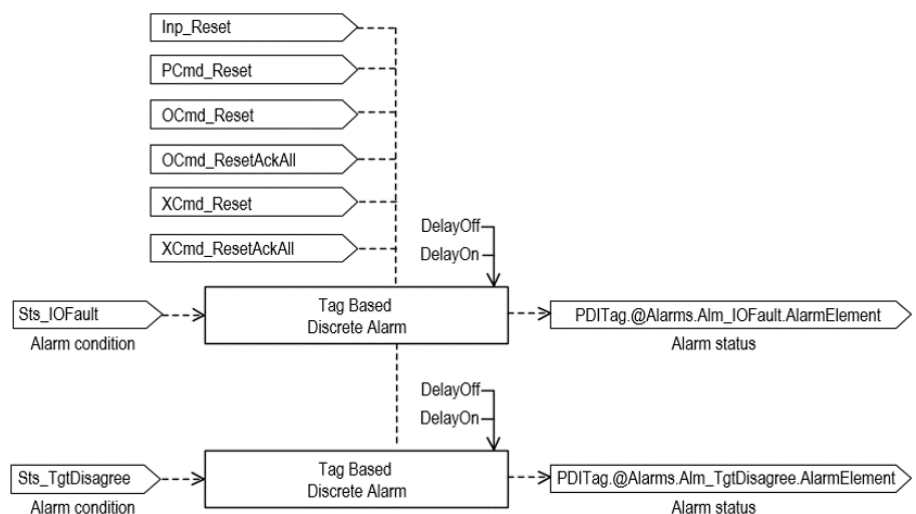 Inp_Reset
PCmd_Reset
OCmd_Reset
OCmd_ResetAckAll
XCmd_Reset
XCmd_ResetAckAll
DelayOff
DelayOn
Sts_IOFault
Tag Based
Discrete Alarm
PDITag.@Alarms.Alm_IOFault.AlarmElement
Alarm condition
Alarm status
DelayOff
DelayOn
Sts_TgtDisagree
Tag Based
Discrete Alarm
PDITag.@Alarms.Alm_TgtDisagree.AlarmElement
Alarm condition
Alarm status